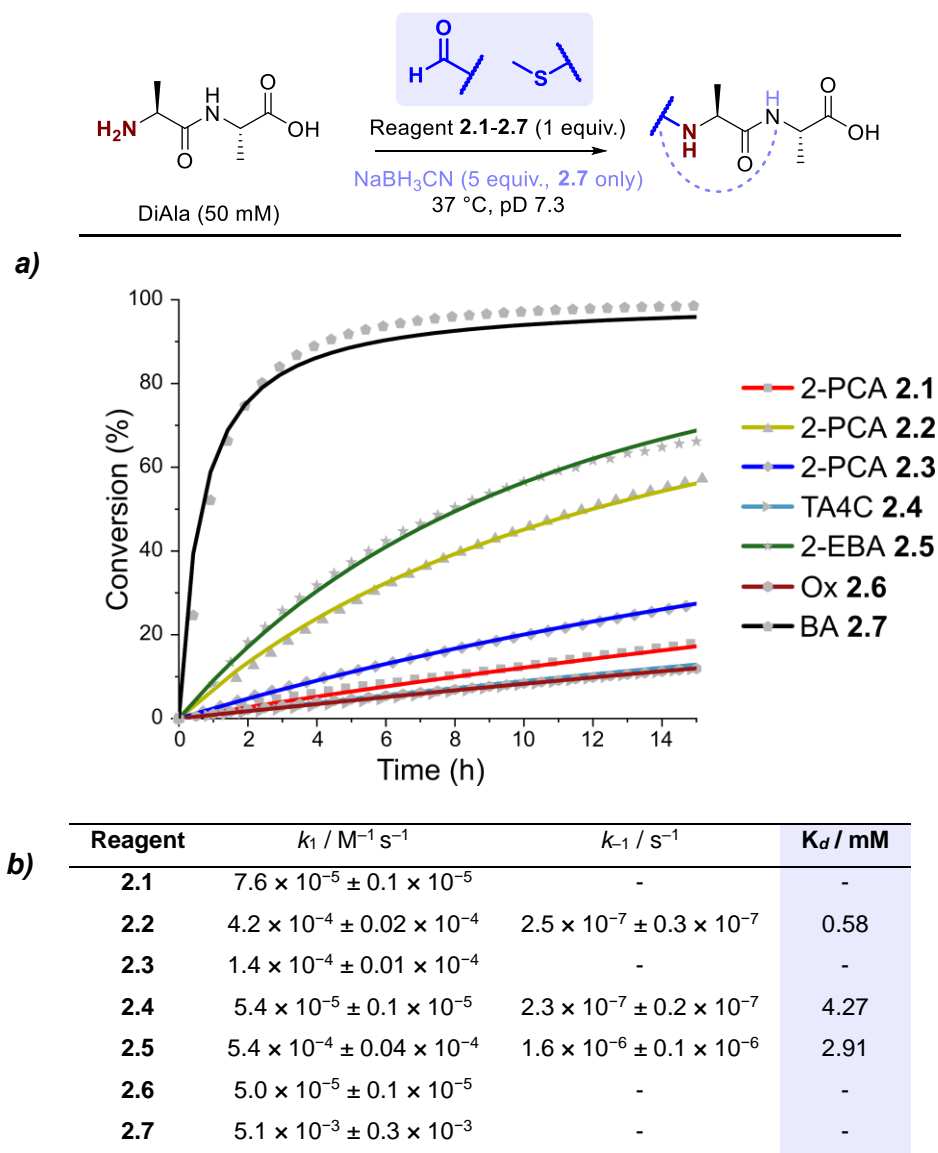 O
H
S
H₂N
H
N
O
O
OH
Reagent 2.1-2.7 (1 equiv.)
NaBH₃CN (5 equiv., 2.7 only)
37 °C, pD 7.3
N
H
O
H
N
O
OH
DiAla (50 mM)
a)
Conversion (%)
100
80
60
40
20
0
0 2 4 6 8 10 12 14
Time (h)
2-PCA 2.1
2-PCA 2.2
2-PCA 2.3
TA4C 2.4
2-EBA 2.5
Ox 2.6
BA 2.7
b)
Reagent k₁ / M⁻¹ s⁻¹ k₋₁ / s⁻¹ K_d / mM
2.1 7.6 × 10⁻⁵ ± 0.1 × 10⁻⁵ - -
2.2 4.2 × 10⁻⁴ ± 0.02 × 10⁻⁴ 2.5 × 10⁻⁷ ± 0.3 × 10⁻⁷ 0.58
2.3 1.4 × 10⁻⁴ ± 0.01 × 10⁻⁴ - -
2.4 5.4 × 10⁻⁵ ± 0.1 × 10⁻⁵ 2.3 × 10⁻⁷ ± 0.2 × 10⁻⁷ 4.27
2.5 5.4 × 10⁻⁴ ± 0.04 × 10⁻⁴ 1.6 × 10⁻⁶ ± 0.1 × 10⁻⁶ 2.91
2.6 5.0 × 10⁻⁵ ± 0.1 × 10⁻⁵ - -
2.7 5.1 × 10⁻³ ± 0.3 × 10⁻³ - -